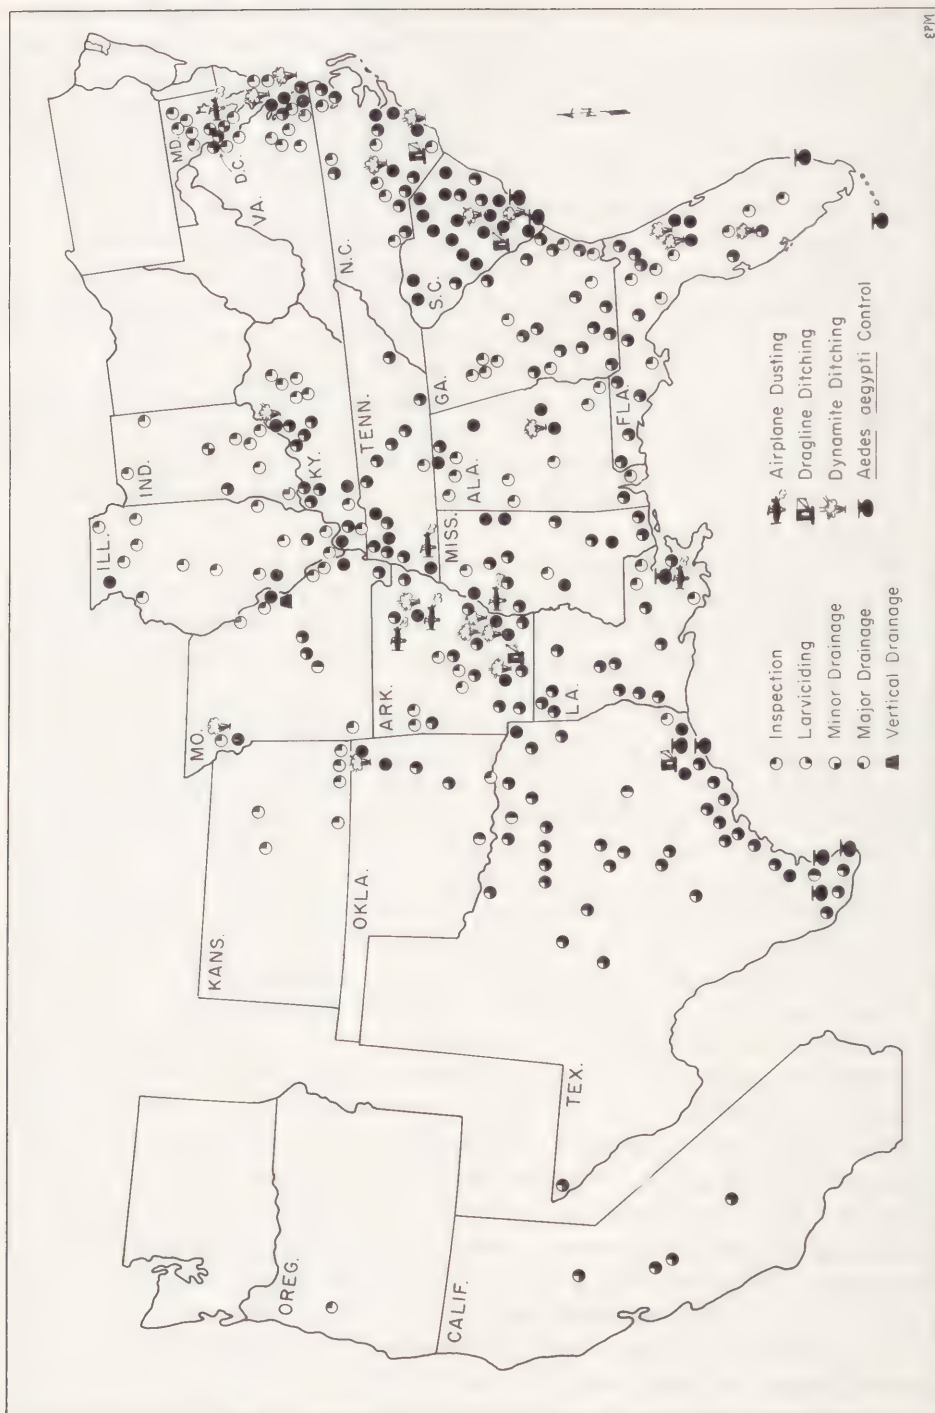 OREG.
CALIF.
TEX.
KANS.
OKLA.
MO.
ARK.
LA.
ILL.
IND.
KY.
TENN.
MISS.
ALA.
GA.
FLA.
S.C.
N.C.
VA.
D.C.
MD.
N
Inspection
Larviciding
Minor Drainage
Major Drainage
Vertical Drainage
Airplane Dusting
Dragline Ditching
Dynamite Ditching
Aedes aegypti Control